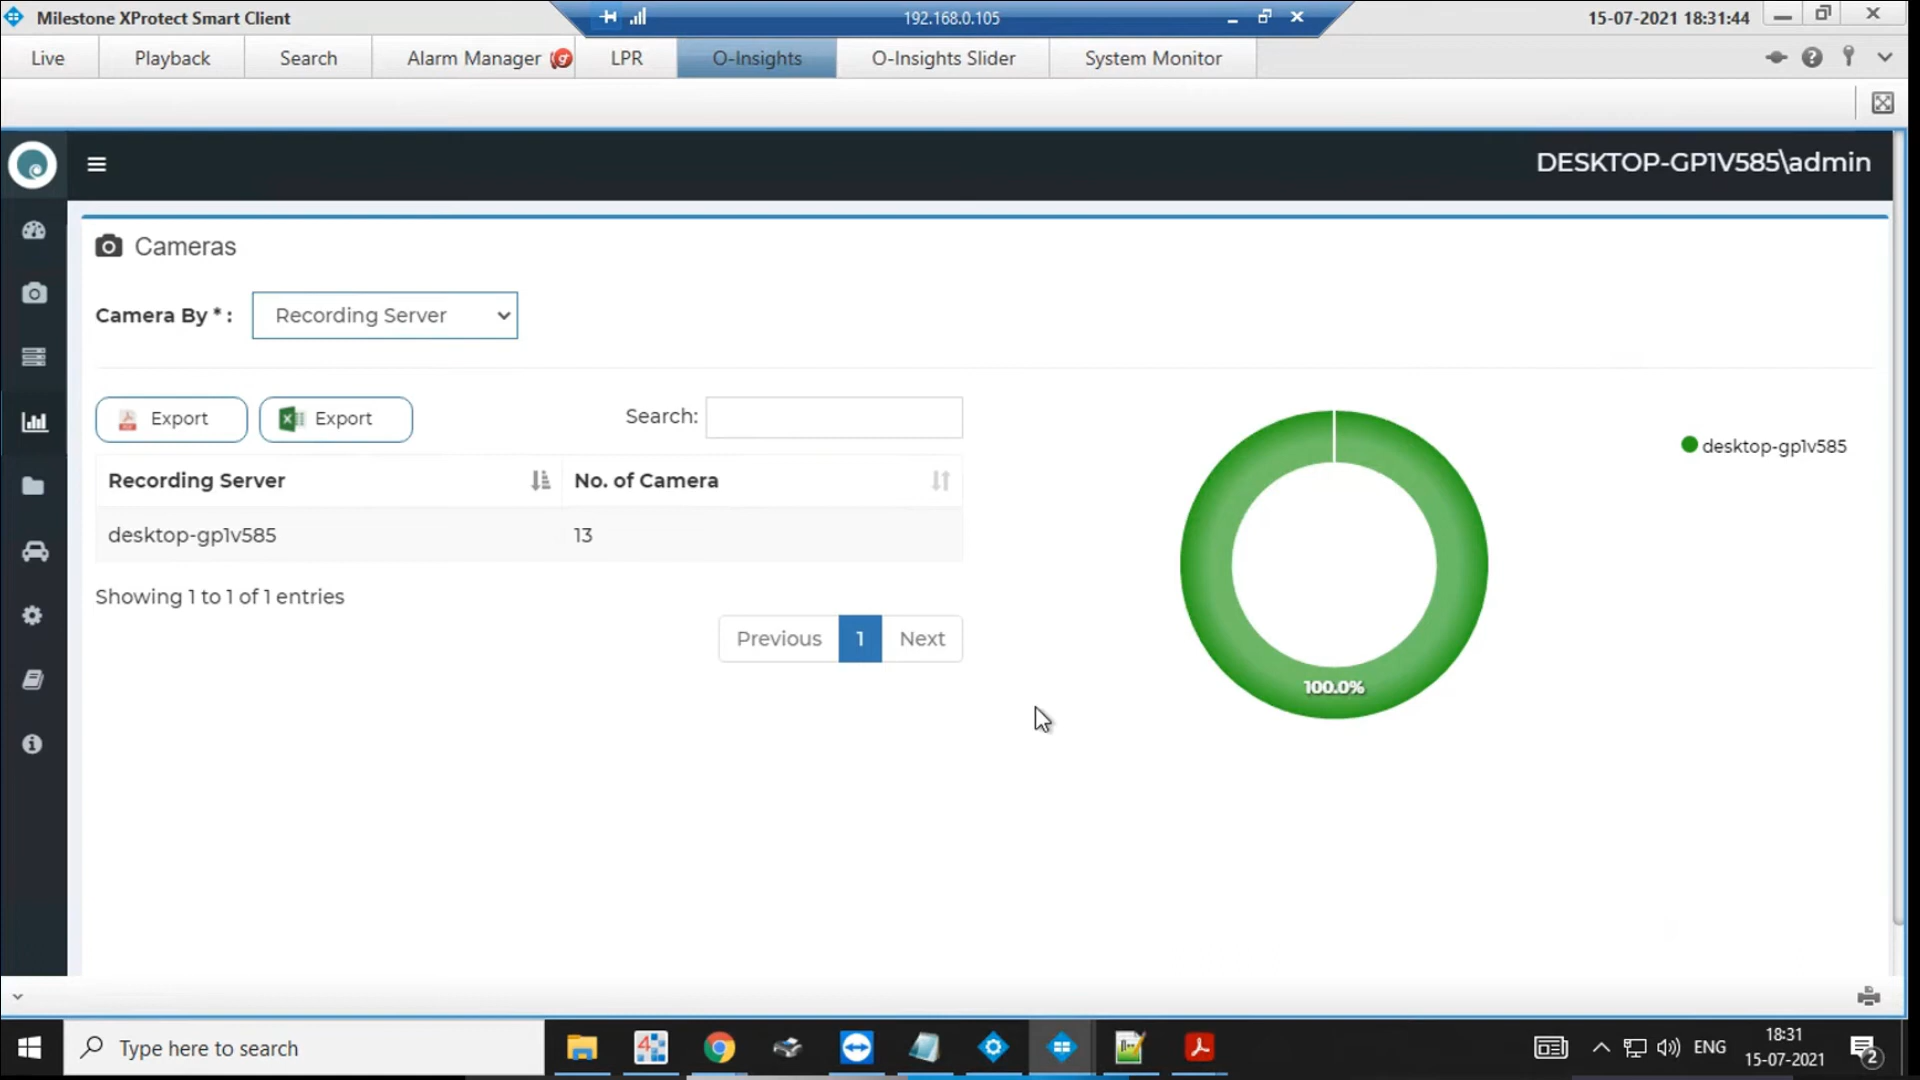 Milestone XProtect Smart Client
192.168.0.105
15-07-2021 18:31:44
Live
Playback
Search
Alarm Manager
LPR
O-Insights
O-Insights Slider
System Monitor
DESKTOP-GP1V585\admin
Cameras
Camera By * :
Recording Server
Export
Export
Search:
Recording Server
No. of Camera
desktop-gp1v585
13
Showing 1 to 1 of 1 entries
Previous
1
Next
100.0%
desktop-gp1v585
Type here to search
ENG
18:31
15-07-2021
2